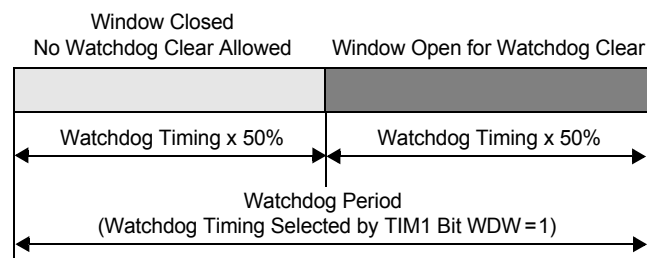 Window Closed
No Watchdog Clear Allowed
Window Open for Watchdog Clear
Watchdog Timing x 50%
Watchdog Timing x 50%
Watchdog Period
(Watchdog Timing Selected by TIM1 Bit WDW=1)